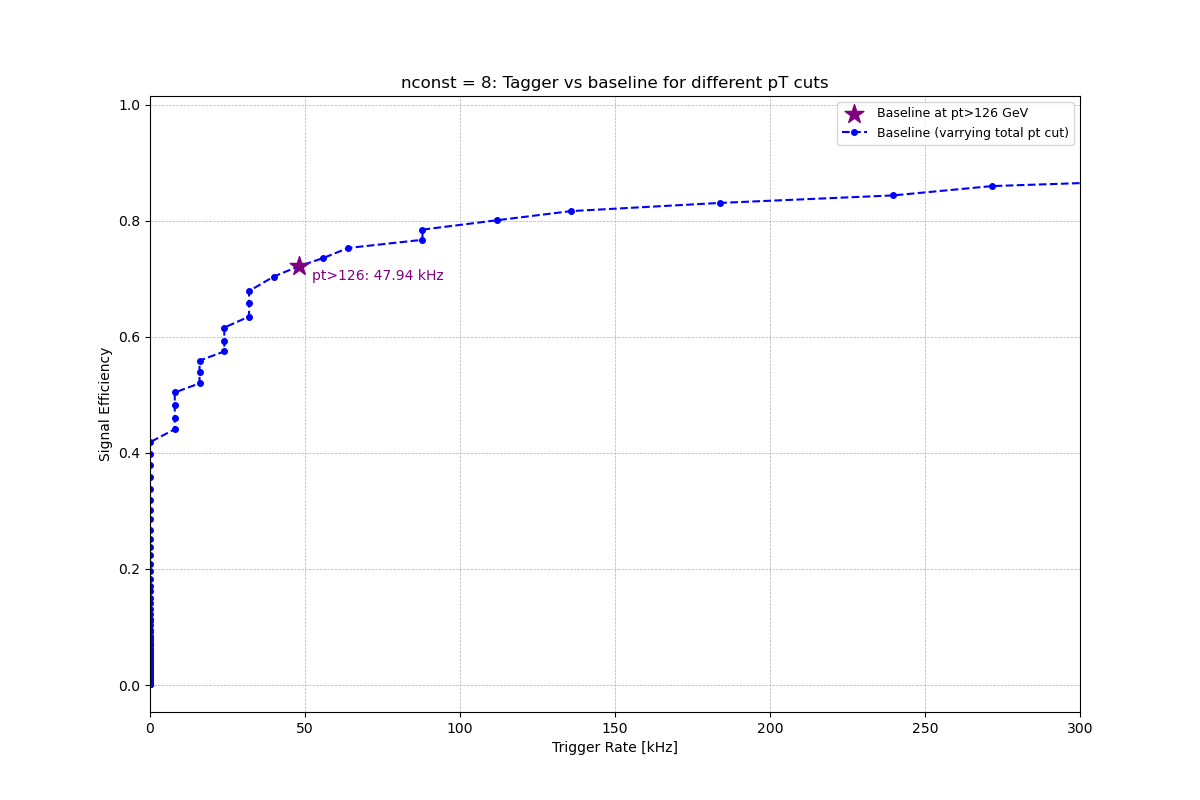 nconst = 8: Tagger vs baseline for different pT cuts
Baseline at pt>126 GeV
Baseline (varrying total pt cut)
pt>126: 47.94 kHz
Signal Efficiency
1.0
0.8
0.6
0.4
0.2
0.0
0 50 100 150 200 250 300
Trigger Rate [kHz]